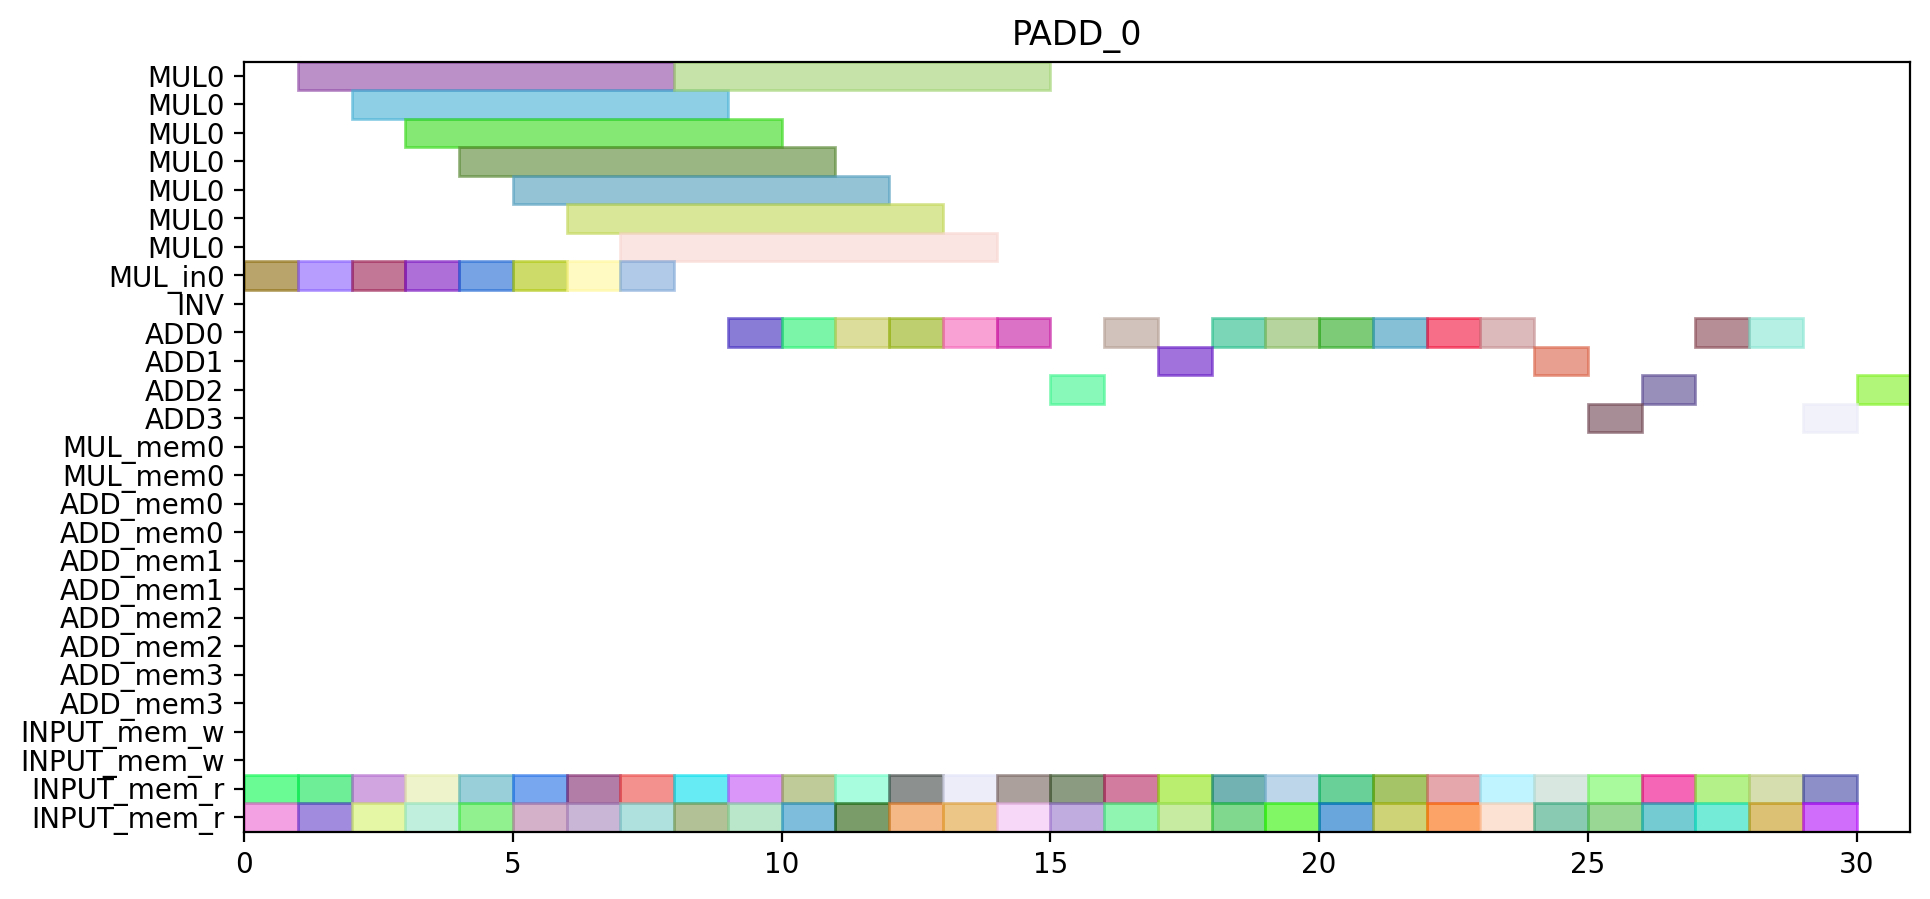 PADD_0
MUL0
MUL0
MUL0
MUL0
MUL0
MUL0
MUL0
MUL_in0
INV
ADD0
ADD1
ADD2
ADD3
MUL_mem0
MUL_mem0
ADD_mem0
ADD_mem0
ADD_mem1
ADD_mem1
ADD_mem2
ADD_mem2
ADD_mem3
ADD_mem3
INPUT_mem_w
INPUT_mem_w
INPUT_mem_r
INPUT_mem_r
0 5 10 15 20 25 30